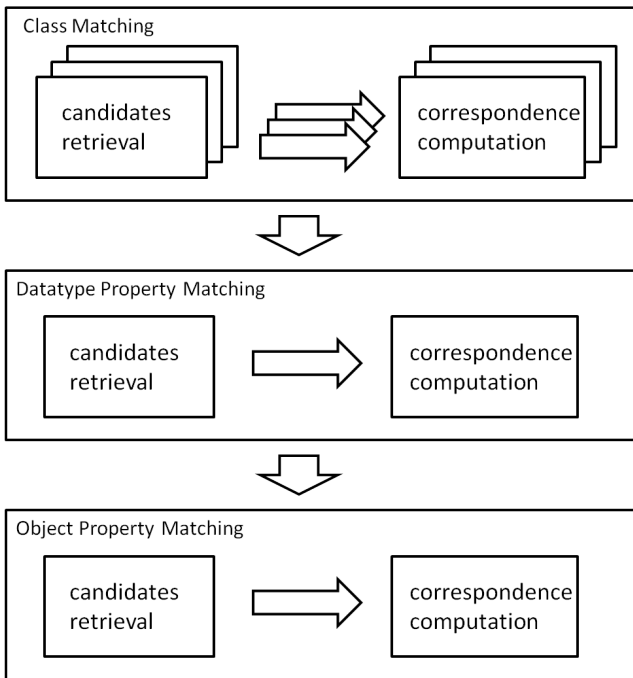 Class Matching
candidates
retrieval
correspondence
computation
Datatype Property Matching
candidates
retrieval
correspondence
computation
Object Property Matching
candidates
retrieval
correspondence
computation